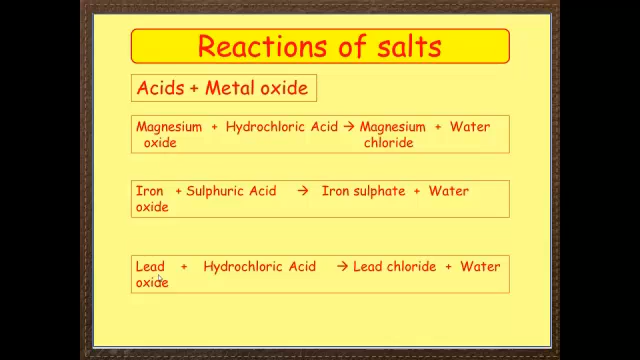 Reactions of salts
Acids + Metal oxide
Magnesium + Hydrochloric Acid → Magnesium + Water
oxide chloride
Iron + Sulphuric Acid → Iron sulphate + Water
oxide
Lead + Hydrochloric Acid → Lead chloride + Water
oxide